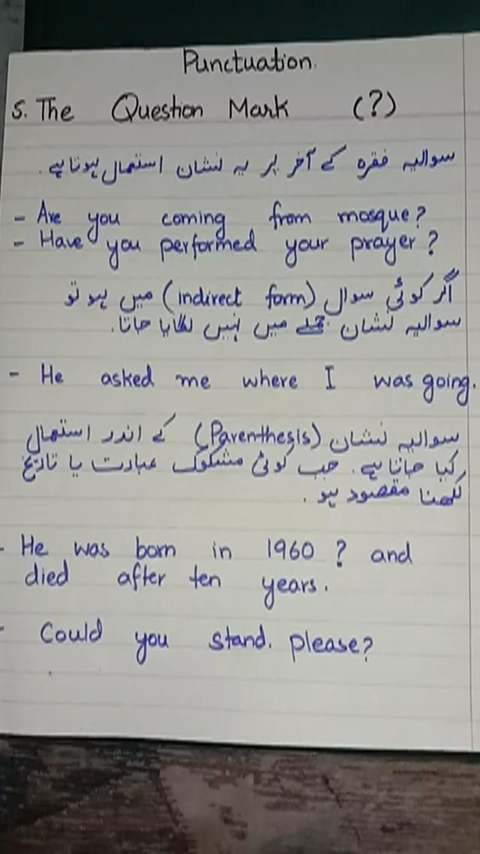 Punctuation.
5. The Question Mark (?)
سوالیہ فقرہ کے آخر پر یہ نشان استعمال ہوتا ہے۔
- Are you coming from mosque?
- Have you performed your prayer?
اگر کوئی سوال (indirect form) میں ہو تو
سوالیہ نشان جملے میں نہیں لگایا جاتا۔
- He asked me where I was going.
سوالیہ نشان (Parenthesis) کے اندر استعمال
کیا جاتا ہے۔ جب کوئی مشکوک عبادت یا تاریخ
لکھنا مقصود ہو۔
- He was born in 1960 ? and
died after ten years.
- Could you stand. please?